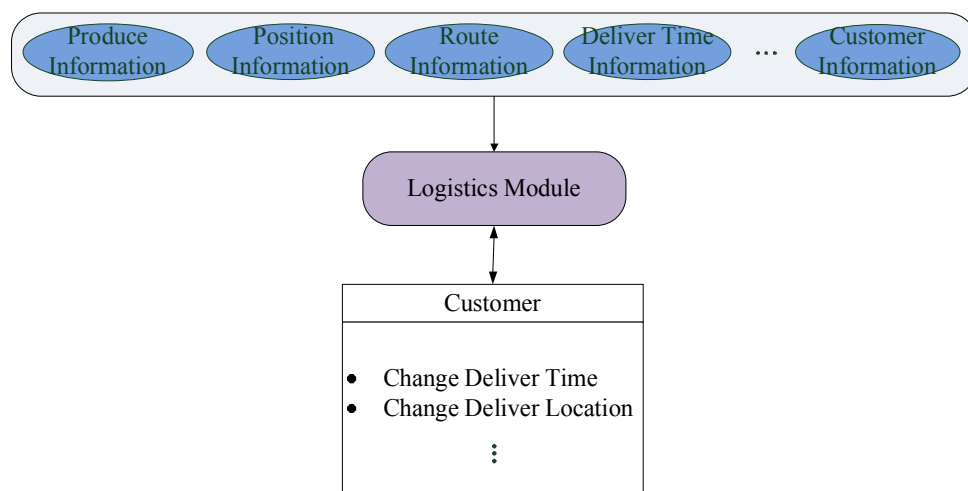 Produce
Information
Position
Information
Route
Information
Deliver Time
Information
...
Customer
Information
Logistics Module
Customer
• Change Deliver Time
• Change Deliver Location
⋮